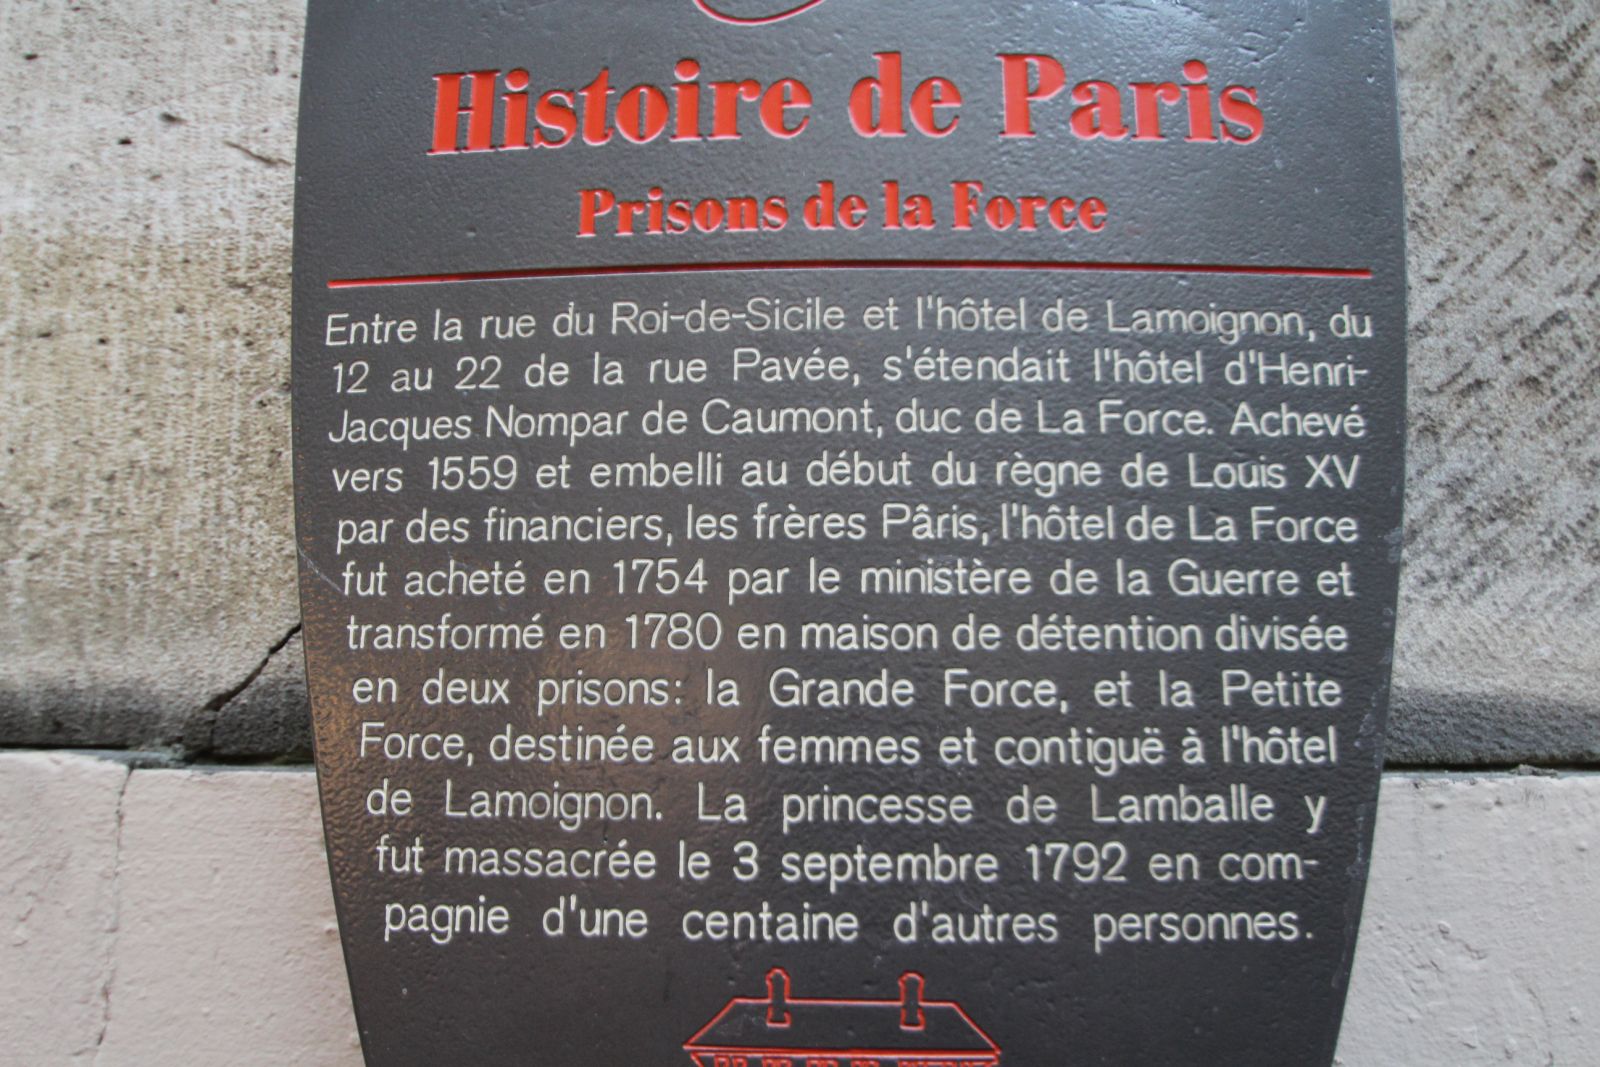 Histoire de Paris
Prisons de la Force
Entre la rue du Roi-de-Sicile et l'hôtel de Lamoignon, du
12 au 22 de la rue Pavée, s'étendait l'hôtel d'Henri-
Jacques Nompar de Caumont, duc de La Force. Achevé
vers 1559 et embelli au début du règne de Louis XV
par des financiers, les frères Pâris, l'hôtel de La Force
fut acheté en 1754 par le ministère de la Guerre et
transformé en 1780 en maison de détention divisée
en deux prisons: la Grande Force, et la Petite
Force, destinée aux femmes et contiguë à l'hôtel
de Lamoignon. La princesse de Lamballe y
fut massacrée le 3 septembre 1792 en com-
pagnie d'une centaine d'autres personnes.